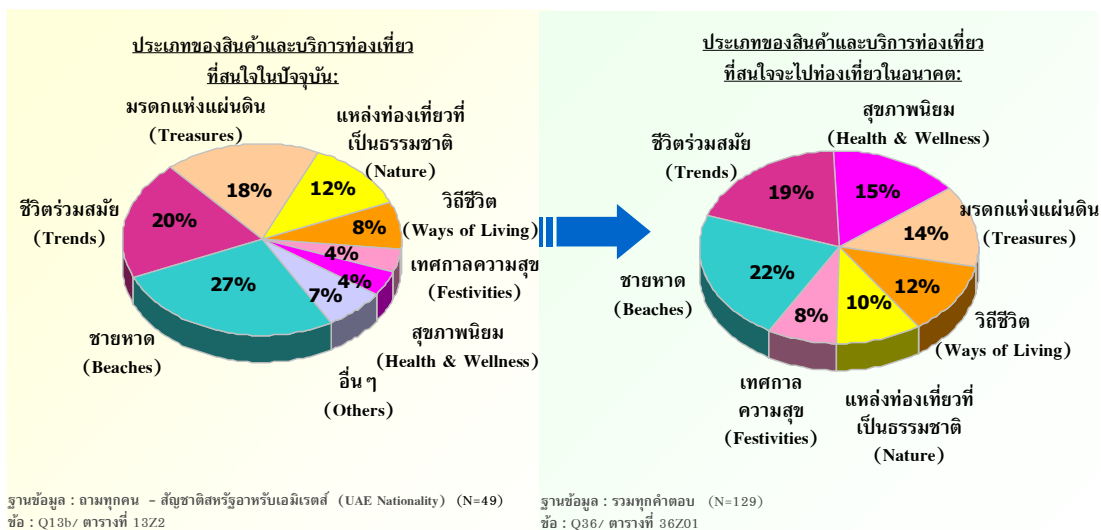 ประเภทของสินค้าและบริการท่องเที่ยว
ที่สนใจในปัจจุบัน:
มรดกแห่งแผ่นดิน
(Treasures)
แหล่งท่องเที่ยวที่
เป็นธรรมชาติ
(Nature)
18%
12%
ชีวิตร่วมสมัย
(Trends)
20%
วิถีชีวิต
(Ways of Living)
8%
4%
เทศกาลความสุข
(Festivities)
4%
27%
7%
ชายหาด
(Beaches)
สุขภาพนิยม
(Health & Wellness)
อื่น ๆ
(Others)
ฐานข้อมูล : ถามทุกคน - สัญชาติสหรัฐอาหรับเอมิเรตส์ (UAE Nationality) (N=49)
ข้อ : Q13b/ ตารางที่ 13Z2
ประเภทของสินค้าและบริการท่องเที่ยว
ที่สนใจจะไปท่องเที่ยวในอนาคต:
สุขภาพนิยม
(Health & Wellness)
ชีวิตร่วมสมัย
(Trends)
19%
15%
มรดกแห่งแผ่นดิน
(Treasures)
14%
ชายหาด
(Beaches)
22%
12%
8%
10%
วิถีชีวิต
(Ways of Living)
เทศกาล
ความสุข
(Festivities)
แหล่งท่องเที่ยวที่
เป็นธรรมชาติ
(Nature)
ฐานข้อมูล : รวมทุกคำตอบ (N=129)
ข้อ : Q36/ ตารางที่ 36Z01